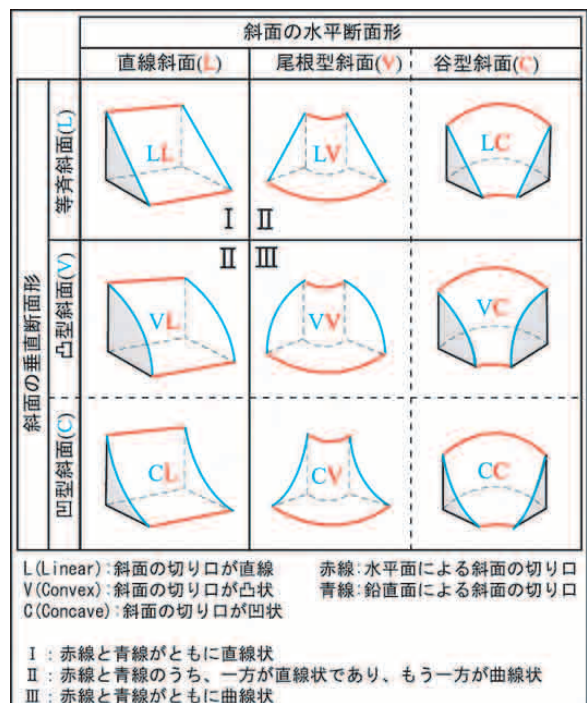 斜面の水平断面形
直線斜面(L)
尾根型斜面(V)
谷型斜面(C)
斜面の垂直断面形
等斉斜面(L)
LL
LV
LC
Ⅰ
Ⅱ
凸型斜面(V)
Ⅱ
Ⅲ
VL
VV
VC
凹型斜面(C)
CL
CV
CC
L(Linear):斜面の切り口が直線
赤線:水平面による斜面の切り口
V(Convex):斜面の切り口が凸状
青線:鉛直面による斜面の切り口
C(Concave):斜面の切り口が凹状
Ⅰ:赤線と青線がともに直線状
Ⅱ:赤線と青線のうち、一方が直線状であり、もう一方が曲線状
Ⅲ:赤線と青線がともに曲線状